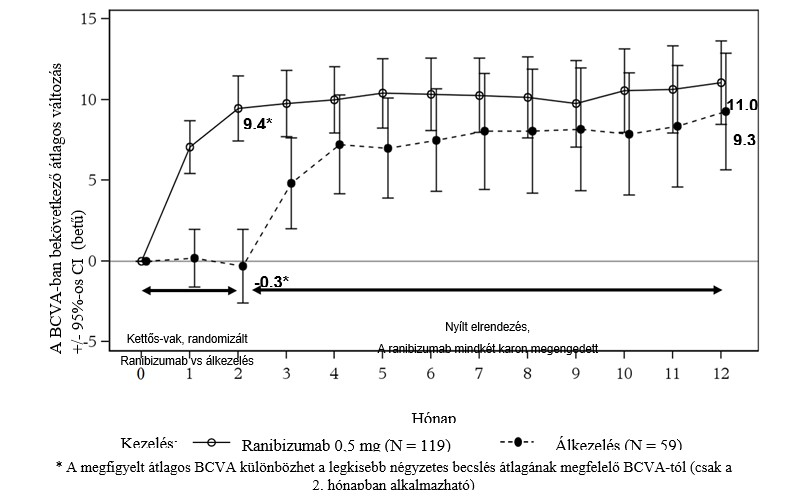 A BCVA-ban bekövetkező átlagos változás
+/- 95%-os CI (betű)
15
10
5
0
-5
9.4*
-0.3*
11.0
9.3
Kettős-vak, randomizált
Ranibizumab vs álkezelés
Nyílt elrendezés,
A ranibizumab mindkét karon megengedett
0 1 2 3 4 5 6 7 8 9 10 11 12
Hónap
Kezelés: Ranibizumab 0,5 mg (N = 119) Álkezelés (N = 59)
* A megfigyelt átlagos BCVA különbözhet a legkisebb négyzetes becslés átlagának megfelelő BCVA-tól (csak a
2. hónapban alkalmazható)